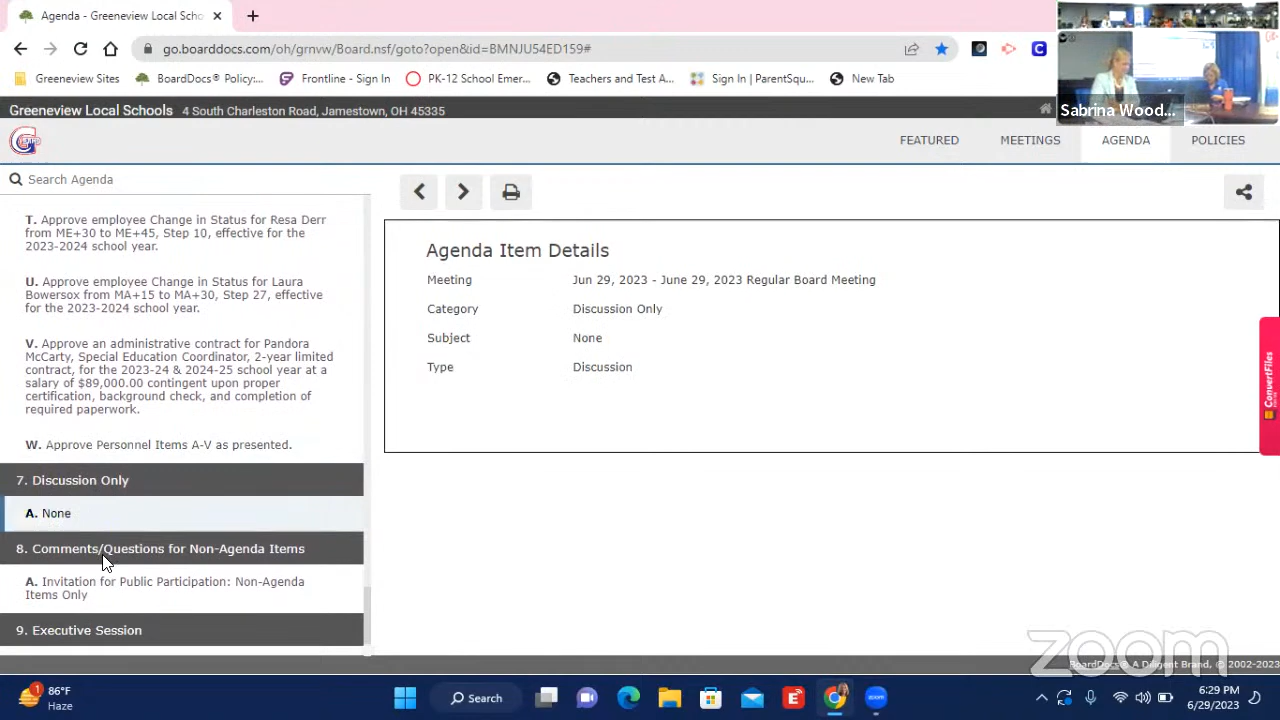 Agenda - Greeneview Local Scho
go.boarddocs.com/oh/grnvw/Board.nsf/goto?open&id=BMNJU54ED159#
Greeneview Sites
BoardDocs® Policy:...
Frontline - Sign In
PK-12 School Emer...
Teachers and Test A...
Sign In | ParentSqu...
New Tab
Sabrina Wood...
Greeneview Local Schools 4 South Charleston Road, Jamestown, OH 45335
FEATURED MEETINGS AGENDA POLICIES
Search Agenda
T. Approve employee Change in Status for Resa Derr
from ME+30 to ME+45, Step 10, effective for the
2023-2024 school year.
U. Approve employee Change in Status for Laura
Bowersox from MA+15 to MA+30, Step 27, effective
for the 2023-2024 school year.
V. Approve an administrative contract for Pandora
McCarty, Special Education Coordinator, 2-year limited
contract, for the 2023-24 & 2024-25 school year at a
salary of $89,000.00 contingent upon proper
certification, background check, and completion of
required paperwork.
W. Approve Personnel Items A-V as presented.
7. Discussion Only
A. None
8. Comments/Questions for Non-Agenda Items
A. Invitation for Public Participation: Non-Agenda
Items Only
9. Executive Session
Agenda Item Details
Meeting Jun 29, 2023 - June 29, 2023 Regular Board Meeting
Category Discussion Only
Subject None
Type Discussion
ConvertFiles
zoom
BoardDocs® A Diligent Brand, © 2002-2023
1
86°F
Haze
Search
6:29 PM
6/29/2023